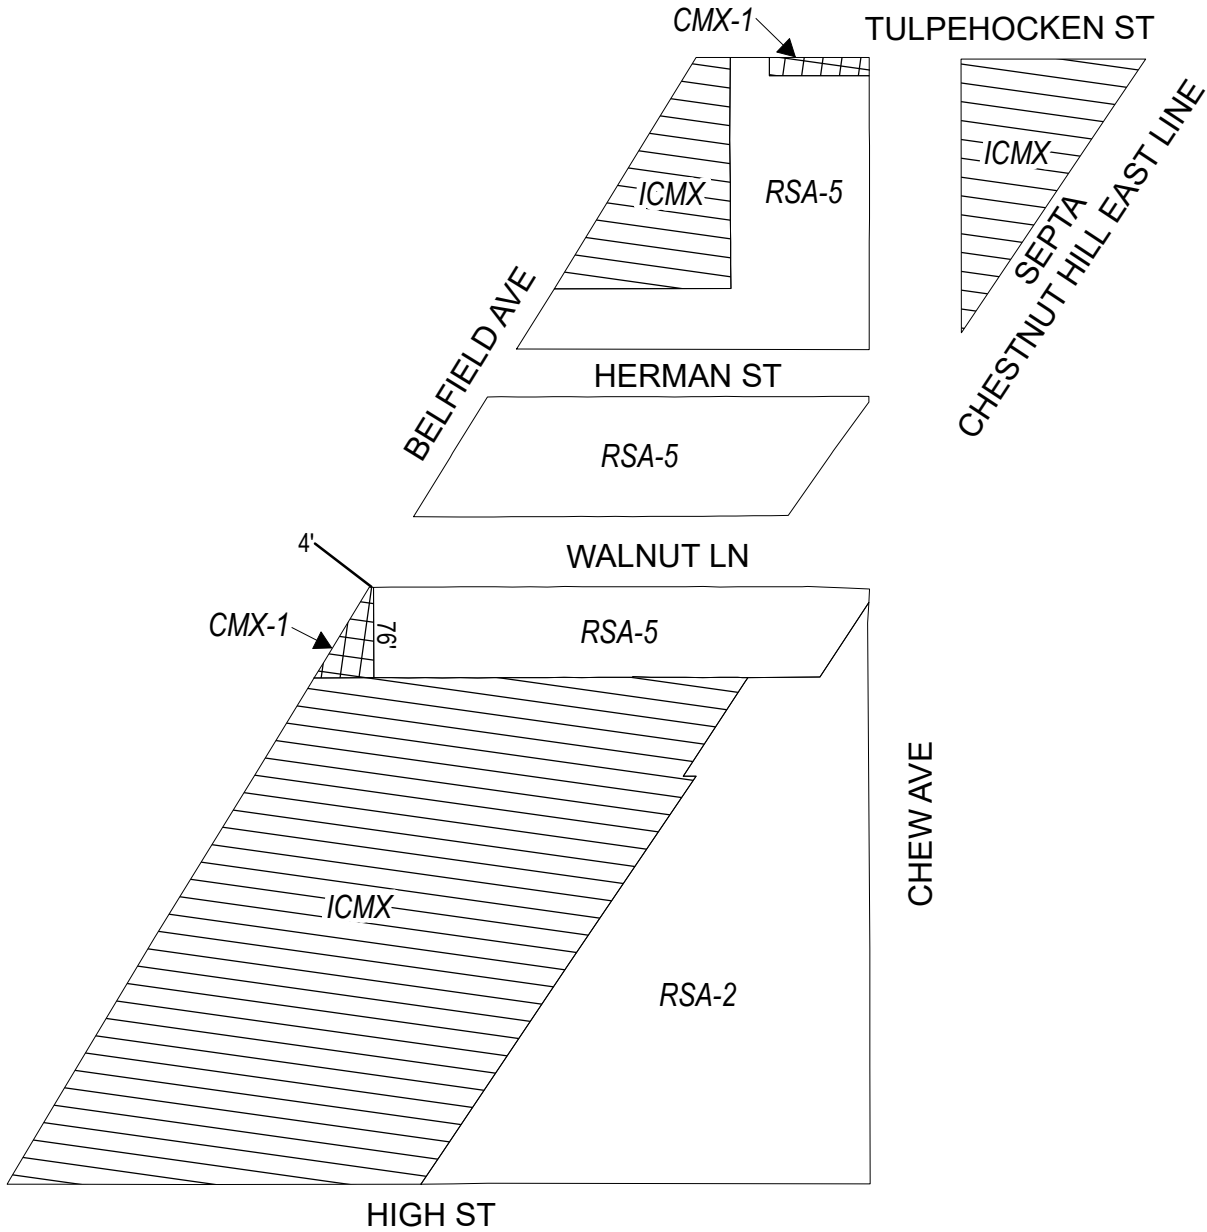 CMX-1
TULPEHOCKEN ST
ICMX
ICMX
RSA-5
SEPTA
CHESTNUT HILL EAST LINE
BELFIELD AVE
HERMAN ST
RSA-5
4'
WALNUT LN
CMX-1
76'
RSA-5
CHEW AVE
ICMX
RSA-2
HIGH ST